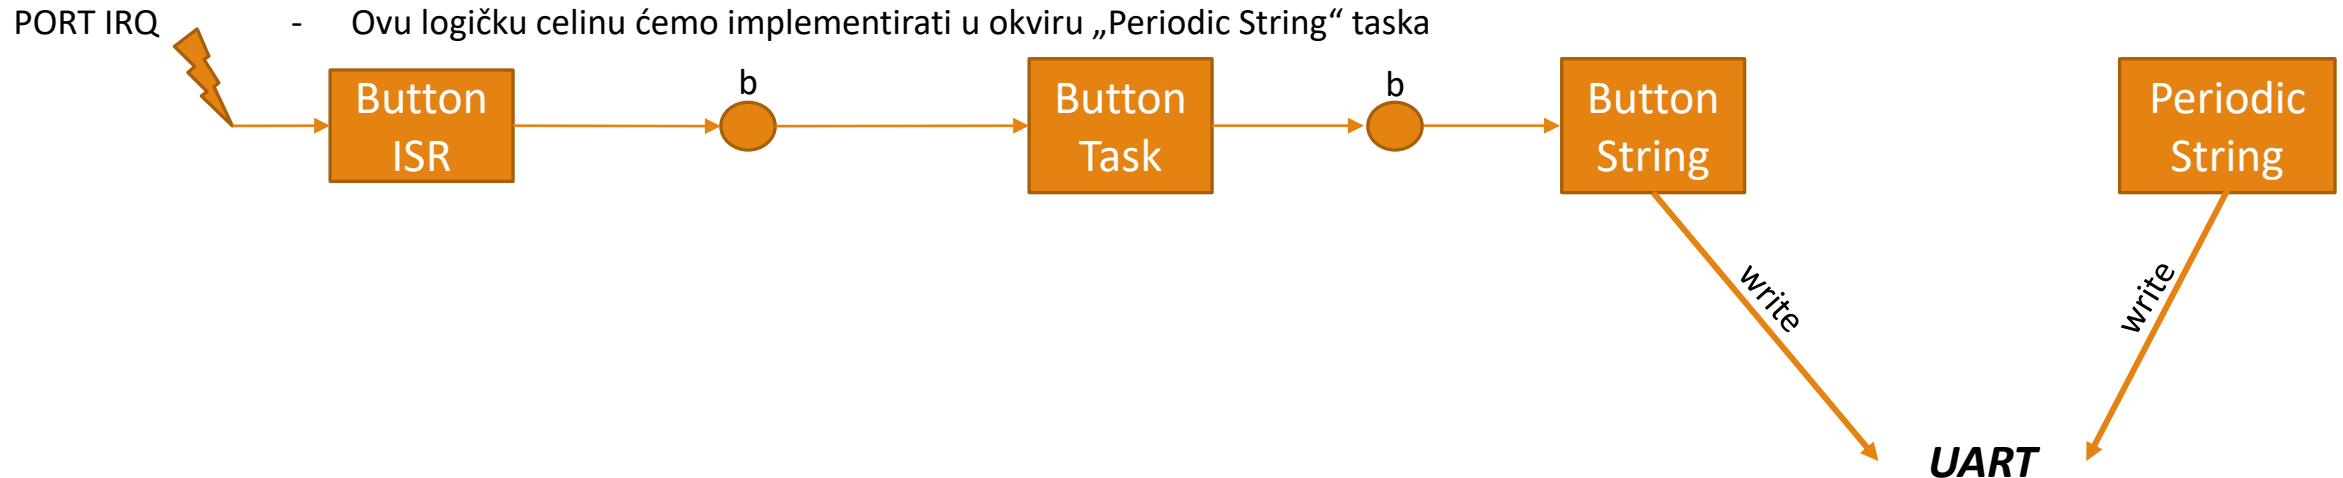 PORT IRQ - Ovu logičku celinu ćemo implementirati u okviru „Periodic String“ taska
b
b
Button
ISR
Button
Task
Button
String
Periodic
String
write
write
UART